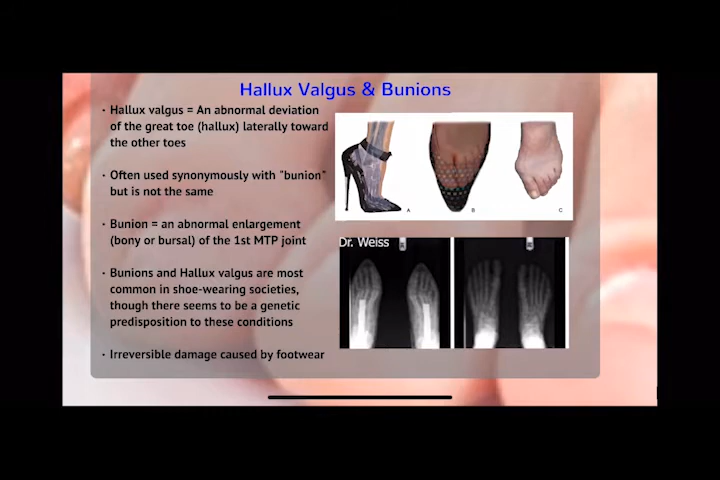 Hallux Valgus & Bunions
· Hallux valgus = An abnormal deviation
of the great toe (hallux) laterally toward
the other toes
· Often used synonymously with "bunion"
but is not the same
· Bunion = an abnormal enlargement
(bony or bursal) of the 1st MTP joint
· Bunions and Hallux valgus are most
common in shoe-wearing societies,
though there seems to be a genetic
predisposition to these conditions
· Irreversible damage caused by footwear
A B C
Dr. Weiss